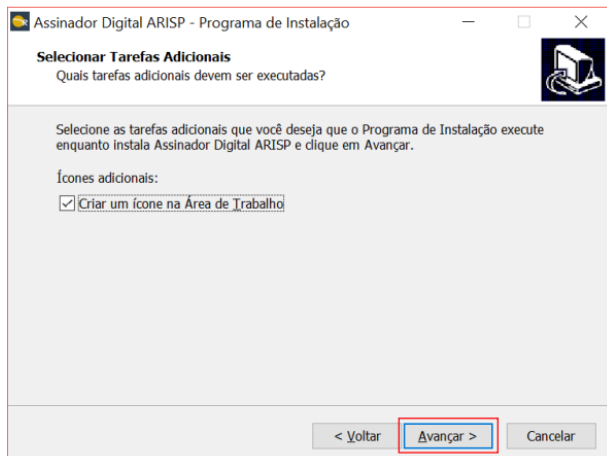 Assinador Digital ARISP - Programa de Instalação
Selecionar Tarefas Adicionais
Quais tarefas adicionais devem ser executadas?
Selecione as tarefas adicionais que você deseja que o Programa de Instalação execute
enquanto instala Assinador Digital ARISP e clique em Avançar.
Ícones adicionais:
Criar um ícone na Área de Trabalho
< Voltar Avançar > Cancelar